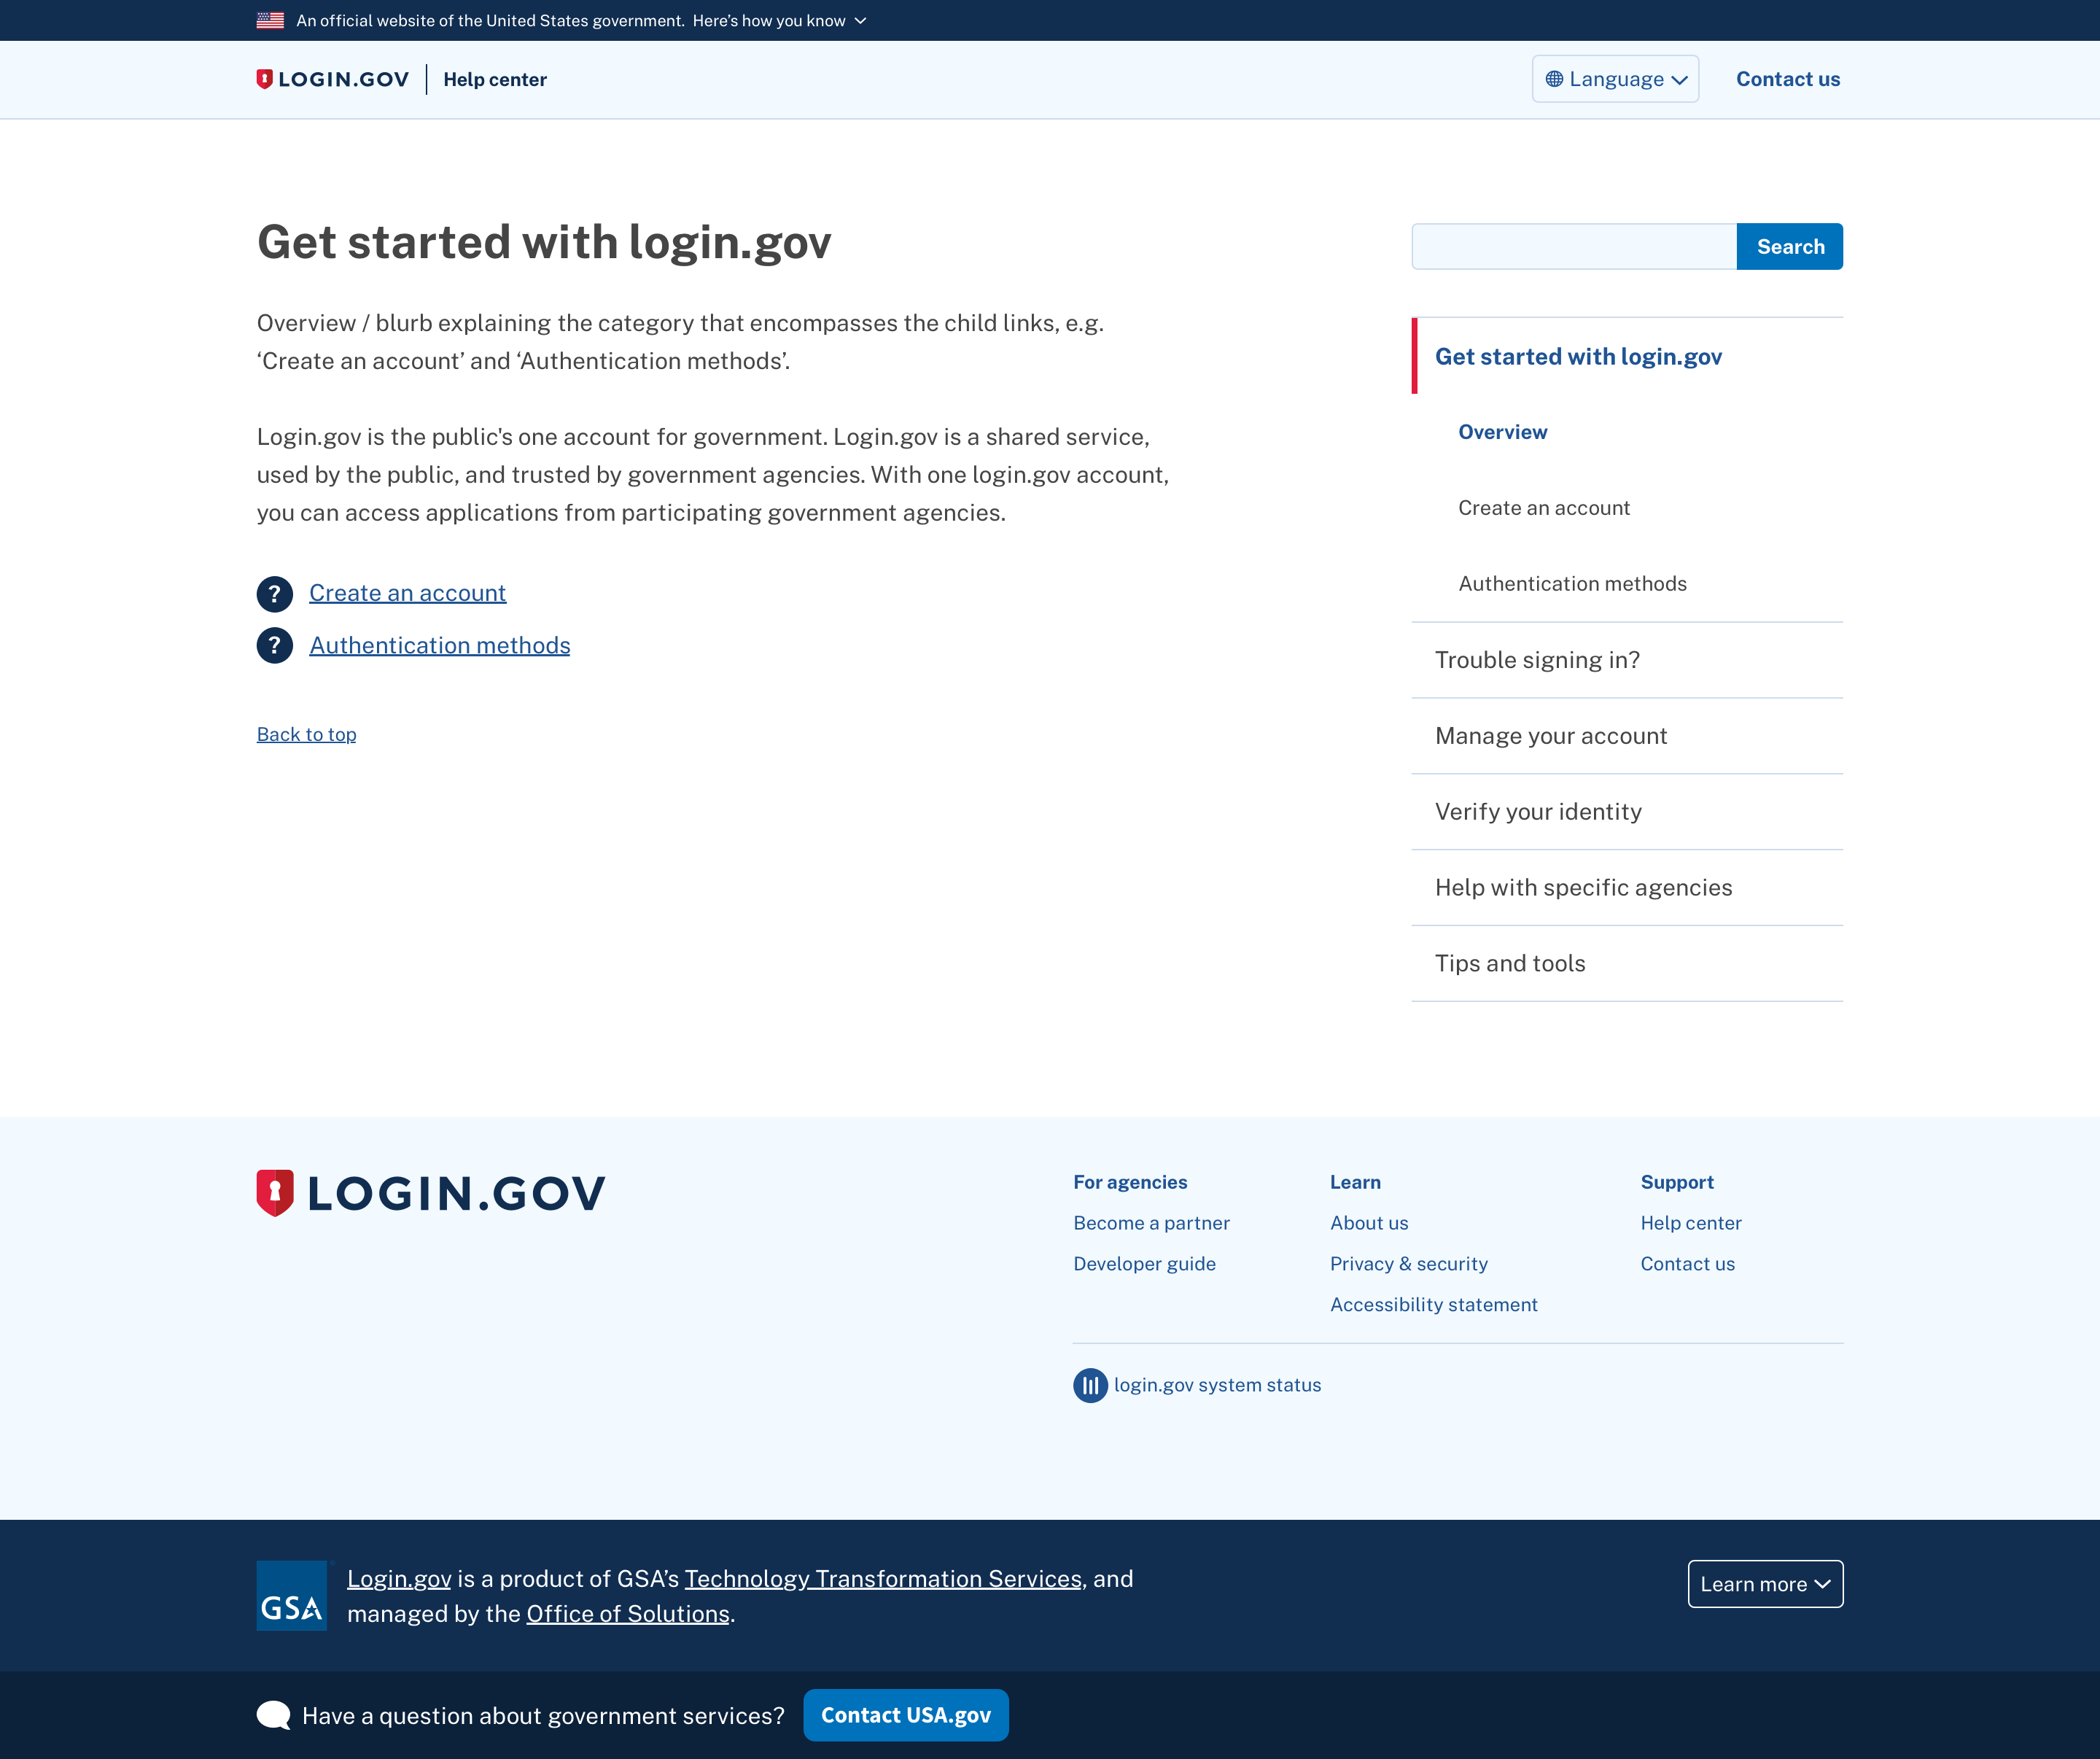 An official website of the United States government. Here’s how you know
LOGIN.GOV Help center
Language
Contact us
Get started with login.gov
Overview / blurb explaining the category that encompasses the child links, e.g.
‘Create an account’ and ‘Authentication methods’.
Login.gov is the public's one account for government. Login.gov is a shared service,
used by the public, and trusted by government agencies. With one login.gov account,
you can access applications from participating government agencies.
? Create an account
? Authentication methods
Back to top
Search
Get started with login.gov
Overview
Create an account
Authentication methods
Trouble signing in?
Manage your account
Verify your identity
Help with specific agencies
Tips and tools
LOGIN.GOV
For agencies
Become a partner
Developer guide
Learn
About us
Privacy & security
Accessibility statement
Support
Help center
Contact us
login.gov system status
GSA
Login.gov is a product of GSA’s Technology Transformation Services, and
managed by the Office of Solutions.
Learn more
Have a question about government services?
Contact USA.gov